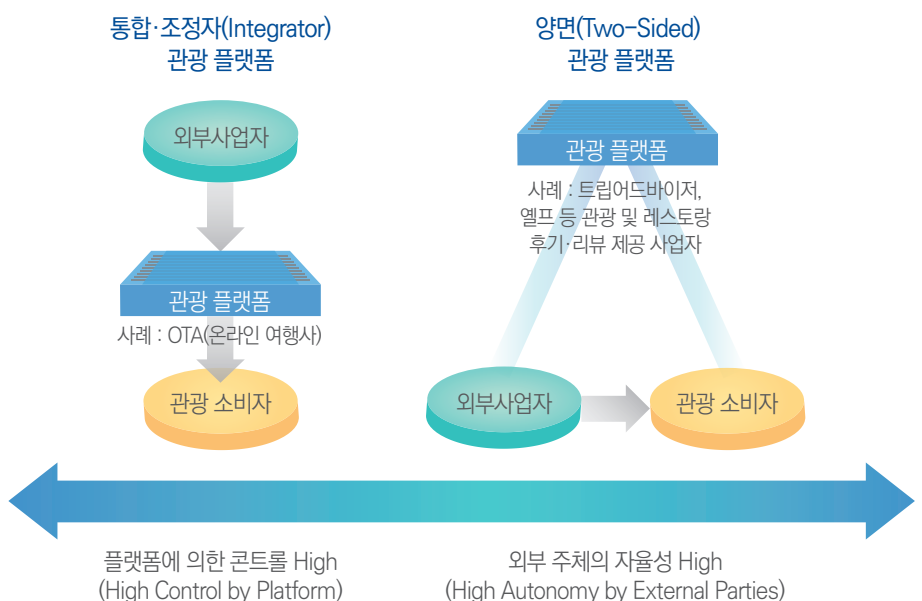 통합·조정자(Integrator)
관광 플랫폼
외부사업자
관광 플랫폼
사례 : OTA(온라인 여행사)
관광 소비자
양면(Two-Sided)
관광 플랫폼
관광 플랫폼
사례 : 트립어드바이저,
옐프 등 관광 및 레스토랑
후기·리뷰 제공 사업자
외부사업자
관광 소비자
플랫폼에 의한 콘트롤 High
(High Control by Platform)
외부 주체의 자율성 High
(High Autonomy by External Parties)